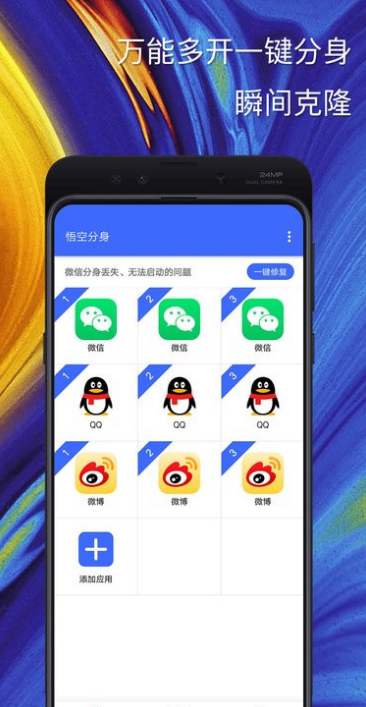 万能多开一键分身
瞬间克隆
24MP
DUAL CAMERA
悟空分身
微信分身丢失、无法启动的问题
一键修复
1
2
3
微信
微信
微信
1
2
3
QQ
QQ
QQ
1
2
3
微博
微博
微博
添加应用